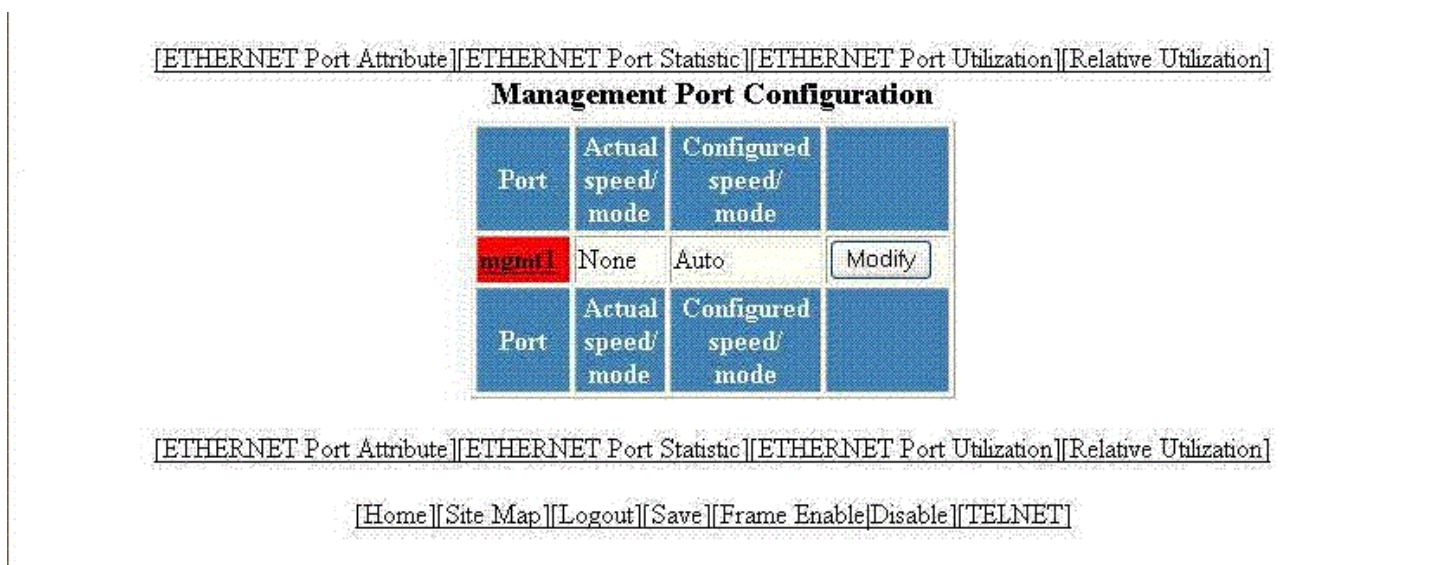 [ETHERNET Port Attribute][ETHERNET Port Statistic][ETHERNET Port Utilization][Relative Utilization]
Management Port Configuration
Port Actual speed/ mode Configured speed/ mode
mgmt1 None Auto Modify
Port Actual speed/ mode Configured speed/ mode
[ETHERNET Port Attribute][ETHERNET Port Statistic][ETHERNET Port Utilization][Relative Utilization]
[Home][Site Map][Logout][Save][Frame Enable|Disable][TELNET]